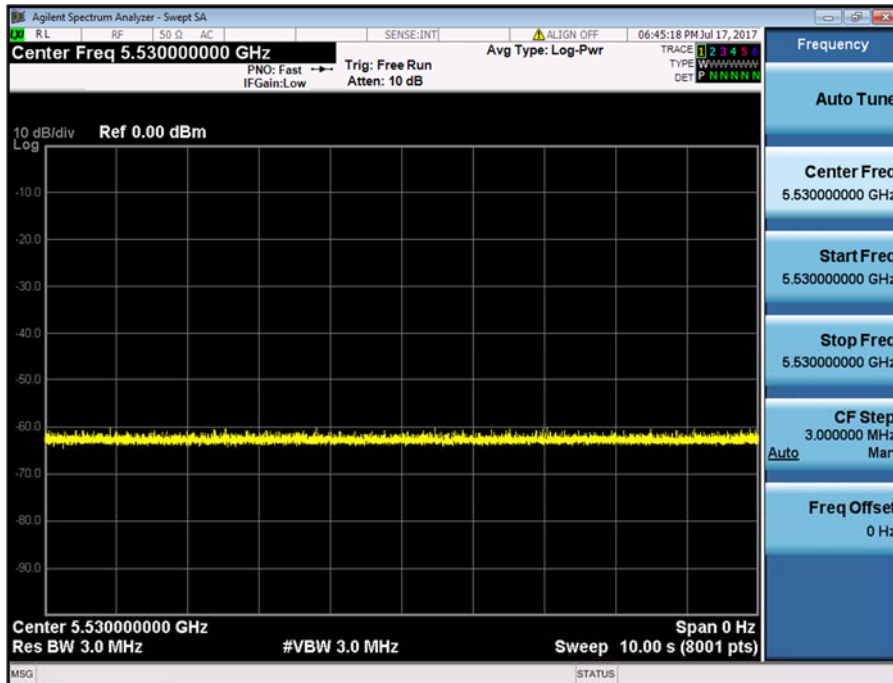 Agilent Spectrum Analyzer - Swept SA
RL RF 50 Ω AC SENSE:INT ALIGN OFF 06:45:18 PM Jul 17, 2017
Center Freq 5.530000000 GHz
PNO: Fast
IFGain:Low
Trig: Free Run
Atten: 10 dB
Avg Type: Log-Pwr
TRACE 1 2 3 4 5 6
TYPE W
DET P N N N N N
10 dB/div Ref 0.00 dBm
Log
-10.0
-20.0
-30.0
-40.0
-50.0
-60.0
-70.0
-80.0
-90.0
Center 5.530000000 GHz Span 0 Hz
Res BW 3.0 MHz #VBW 3.0 MHz Sweep 10.00 s (8001 pts)
MSG STATUS
Frequency
Auto Tune
Center Freq
5.530000000 GHz
Start Freq
5.530000000 GHz
Stop Freq
5.530000000 GHz
CF Step
3.000000 MHz
Auto Man
Freq Offset
0 Hz